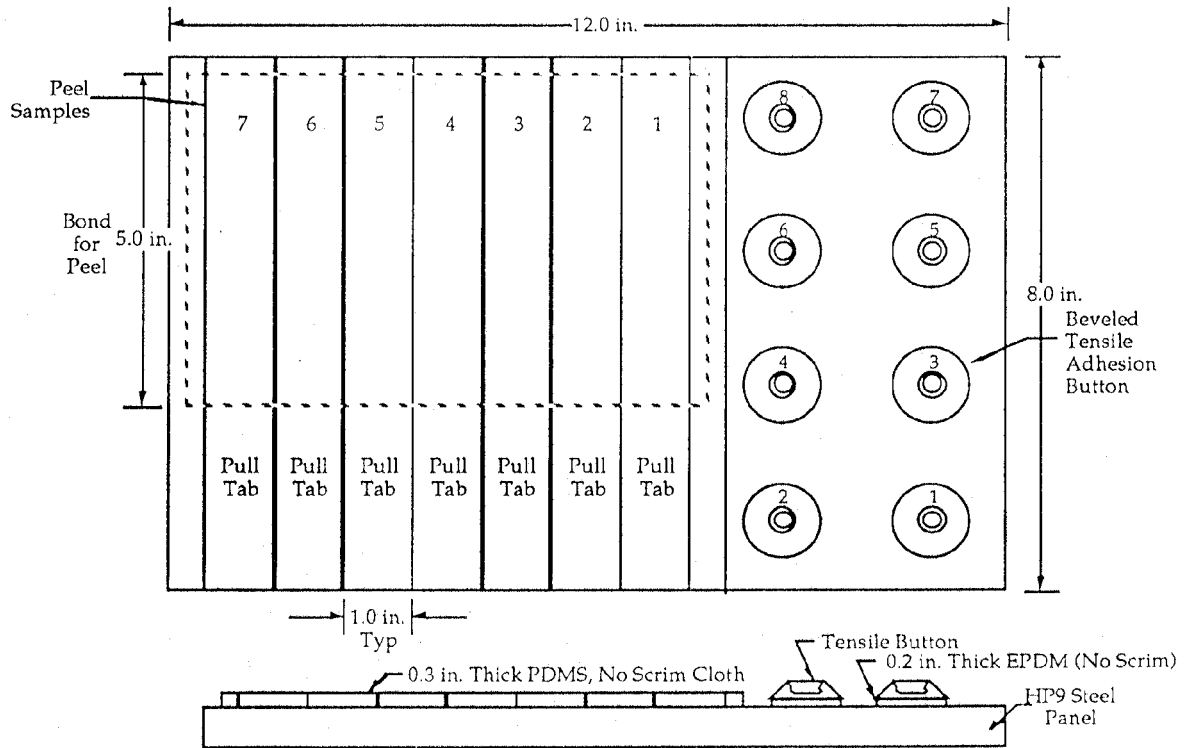 12.0 in.
Peel
Samples
7 6 5 4 3 2 1
8 7
Bond
for
Peel
5.0 in.
6 5
8.0 in.
Beveled
Tensile
Adhesion
Button
4 3
Pull Pull Pull Pull Pull Pull Pull
Tab Tab Tab Tab Tab Tab Tab
2 1
1.0 in.
Typ
Tensile Button
0.3 in. Thick PDMS, No Scrim Cloth
0.2 in. Thick EPDM (No Scrim)
HP9 Steel
Panel